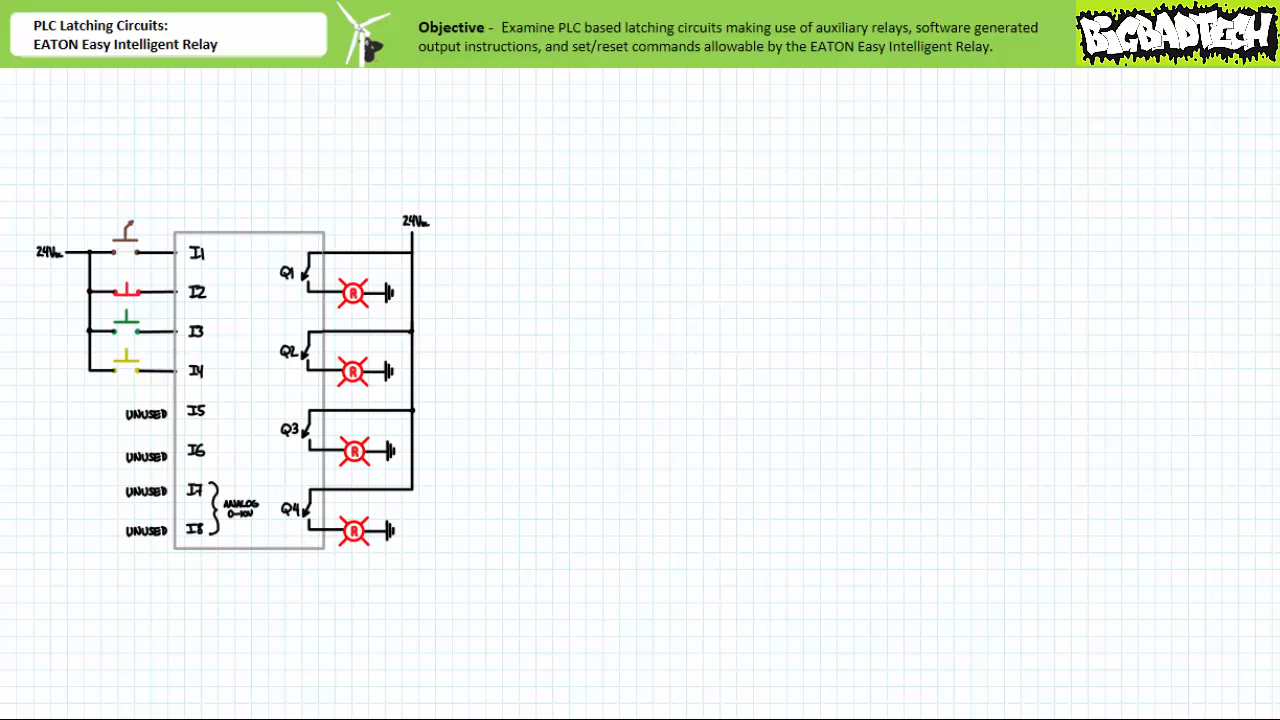 PLC Latching Circuits:
EATON Easy Intelligent Relay
Objective - Examine PLC based latching circuits making use of auxiliary relays, software generated
output instructions, and set/reset commands allowable by the EATON Easy Intelligent Relay.
BIGBADTECH
24VDC
24VDC
I1
I2
I3
I4
UNUSED I5
UNUSED I6
UNUSED I7
UNUSED I8
ANALOG
0-10V
Q1
R
Q2
R
Q3
R
Q4
R